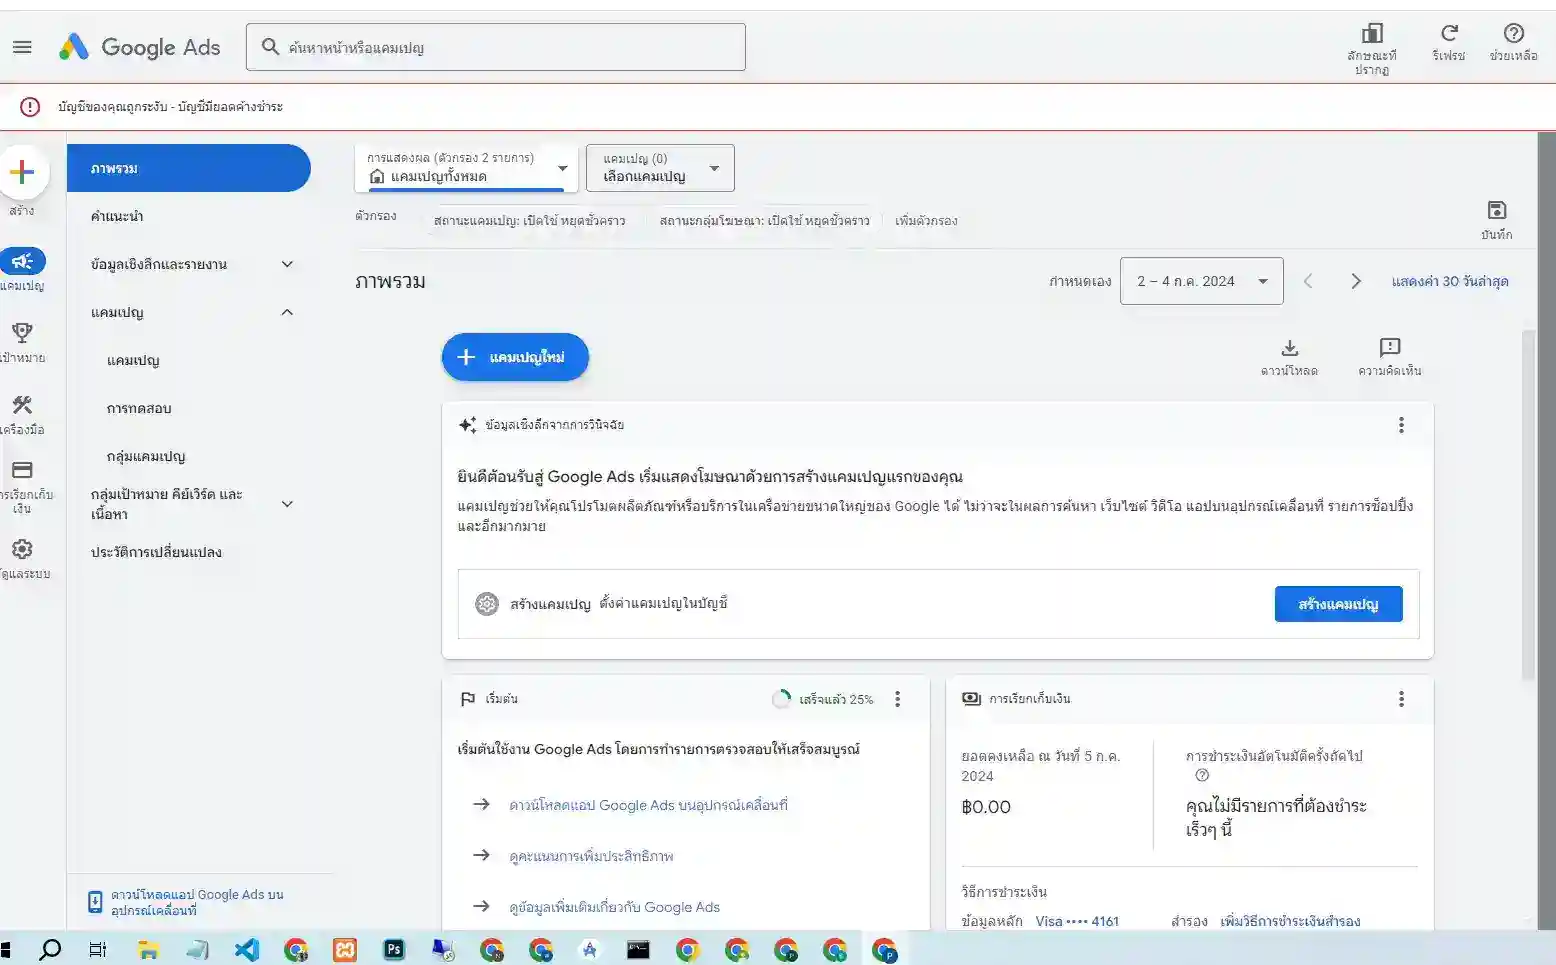 Google Ads
ค้นหาหน้าหรือแคมเปญ
ลักษณะที่
ปรากฏ
รีเฟรช
ช่วยเหลือ
บัญชีของคุณถูกระงับ - บัญชีมียอดค้างชำระ
สร้าง
แคมเปญ
เป้าหมาย
เครื่องมือ
การเรียกเก็บ
เงิน
ผู้ดูแลระบบ
ภาพรวม
คำแนะนำ
ข้อมูลเชิงลึกและรายงาน
แคมเปญ
แคมเปญ
การทดสอบ
กลุ่มแคมเปญ
กลุ่มเป้าหมาย คีย์เวิร์ด และ
เนื้อหา
ประวัติการเปลี่ยนแปลง
ดาวน์โหลดแอป Google Ads บน
อุปกรณ์เคลื่อนที่
การแสดงผล (ตัวกรอง 2 รายการ)
แคมเปญทั้งหมด
แคมเปญ (0)
เลือกแคมเปญ
ตัวกรอง
สถานะแคมเปญ: เปิดใช้ หยุดชั่วคราว
สถานะกลุ่มโฆษณา: เปิดใช้ หยุดชั่วคราว
เพิ่มตัวกรอง
บันทึก
ภาพรวม
กำหนดเอง
2 – 4 ก.ค. 2024
แสดงค่า 30 วันล่าสุด
แคมเปญใหม่
ดาวน์โหลด
ความคิดเห็น
ข้อมูลเชิงลึกจากการวินิจฉัย
ยินดีต้อนรับสู่ Google Ads เริ่มแสดงโฆษณาด้วยการสร้างแคมเปญแรกของคุณ
แคมเปญช่วยให้คุณโปรโมตผลิตภัณฑ์หรือบริการในเครือข่ายขนาดใหญ่ของ Google ได้ ไม่ว่าจะในผลการค้นหา เว็บไซต์ วิดีโอ แอปบนอุปกรณ์เคลื่อนที่ รายการช็อปปิ้ง
และอีกมากมาย
สร้างแคมเปญ ตั้งค่าแคมเปญในบัญชี
สร้างแคมเปญ
เริ่มต้น
เสร็จแล้ว 25%
เริ่มต้นใช้งาน Google Ads โดยการทำรายการตรวจสอบให้เสร็จสมบูรณ์
ดาวน์โหลดแอป Google Ads บนอุปกรณ์เคลื่อนที่
ดูคะแนนการเพิ่มประสิทธิภาพ
ดูข้อมูลเพิ่มเติมเกี่ยวกับ Google Ads
การเรียกเก็บเงิน
ยอดคงเหลือ ณ วันที่ 5 ก.ค.
2024
฿0.00
การชำระเงินอัตโนมัติครั้งถัดไป
คุณไม่มีรายการที่ต้องชำระ
เร็วๆ นี้
วิธีการชำระเงิน
ข้อมูลหลัก Visa •••• 4161
สำรอง เพิ่มวิธีการชำระเงินสำรอง